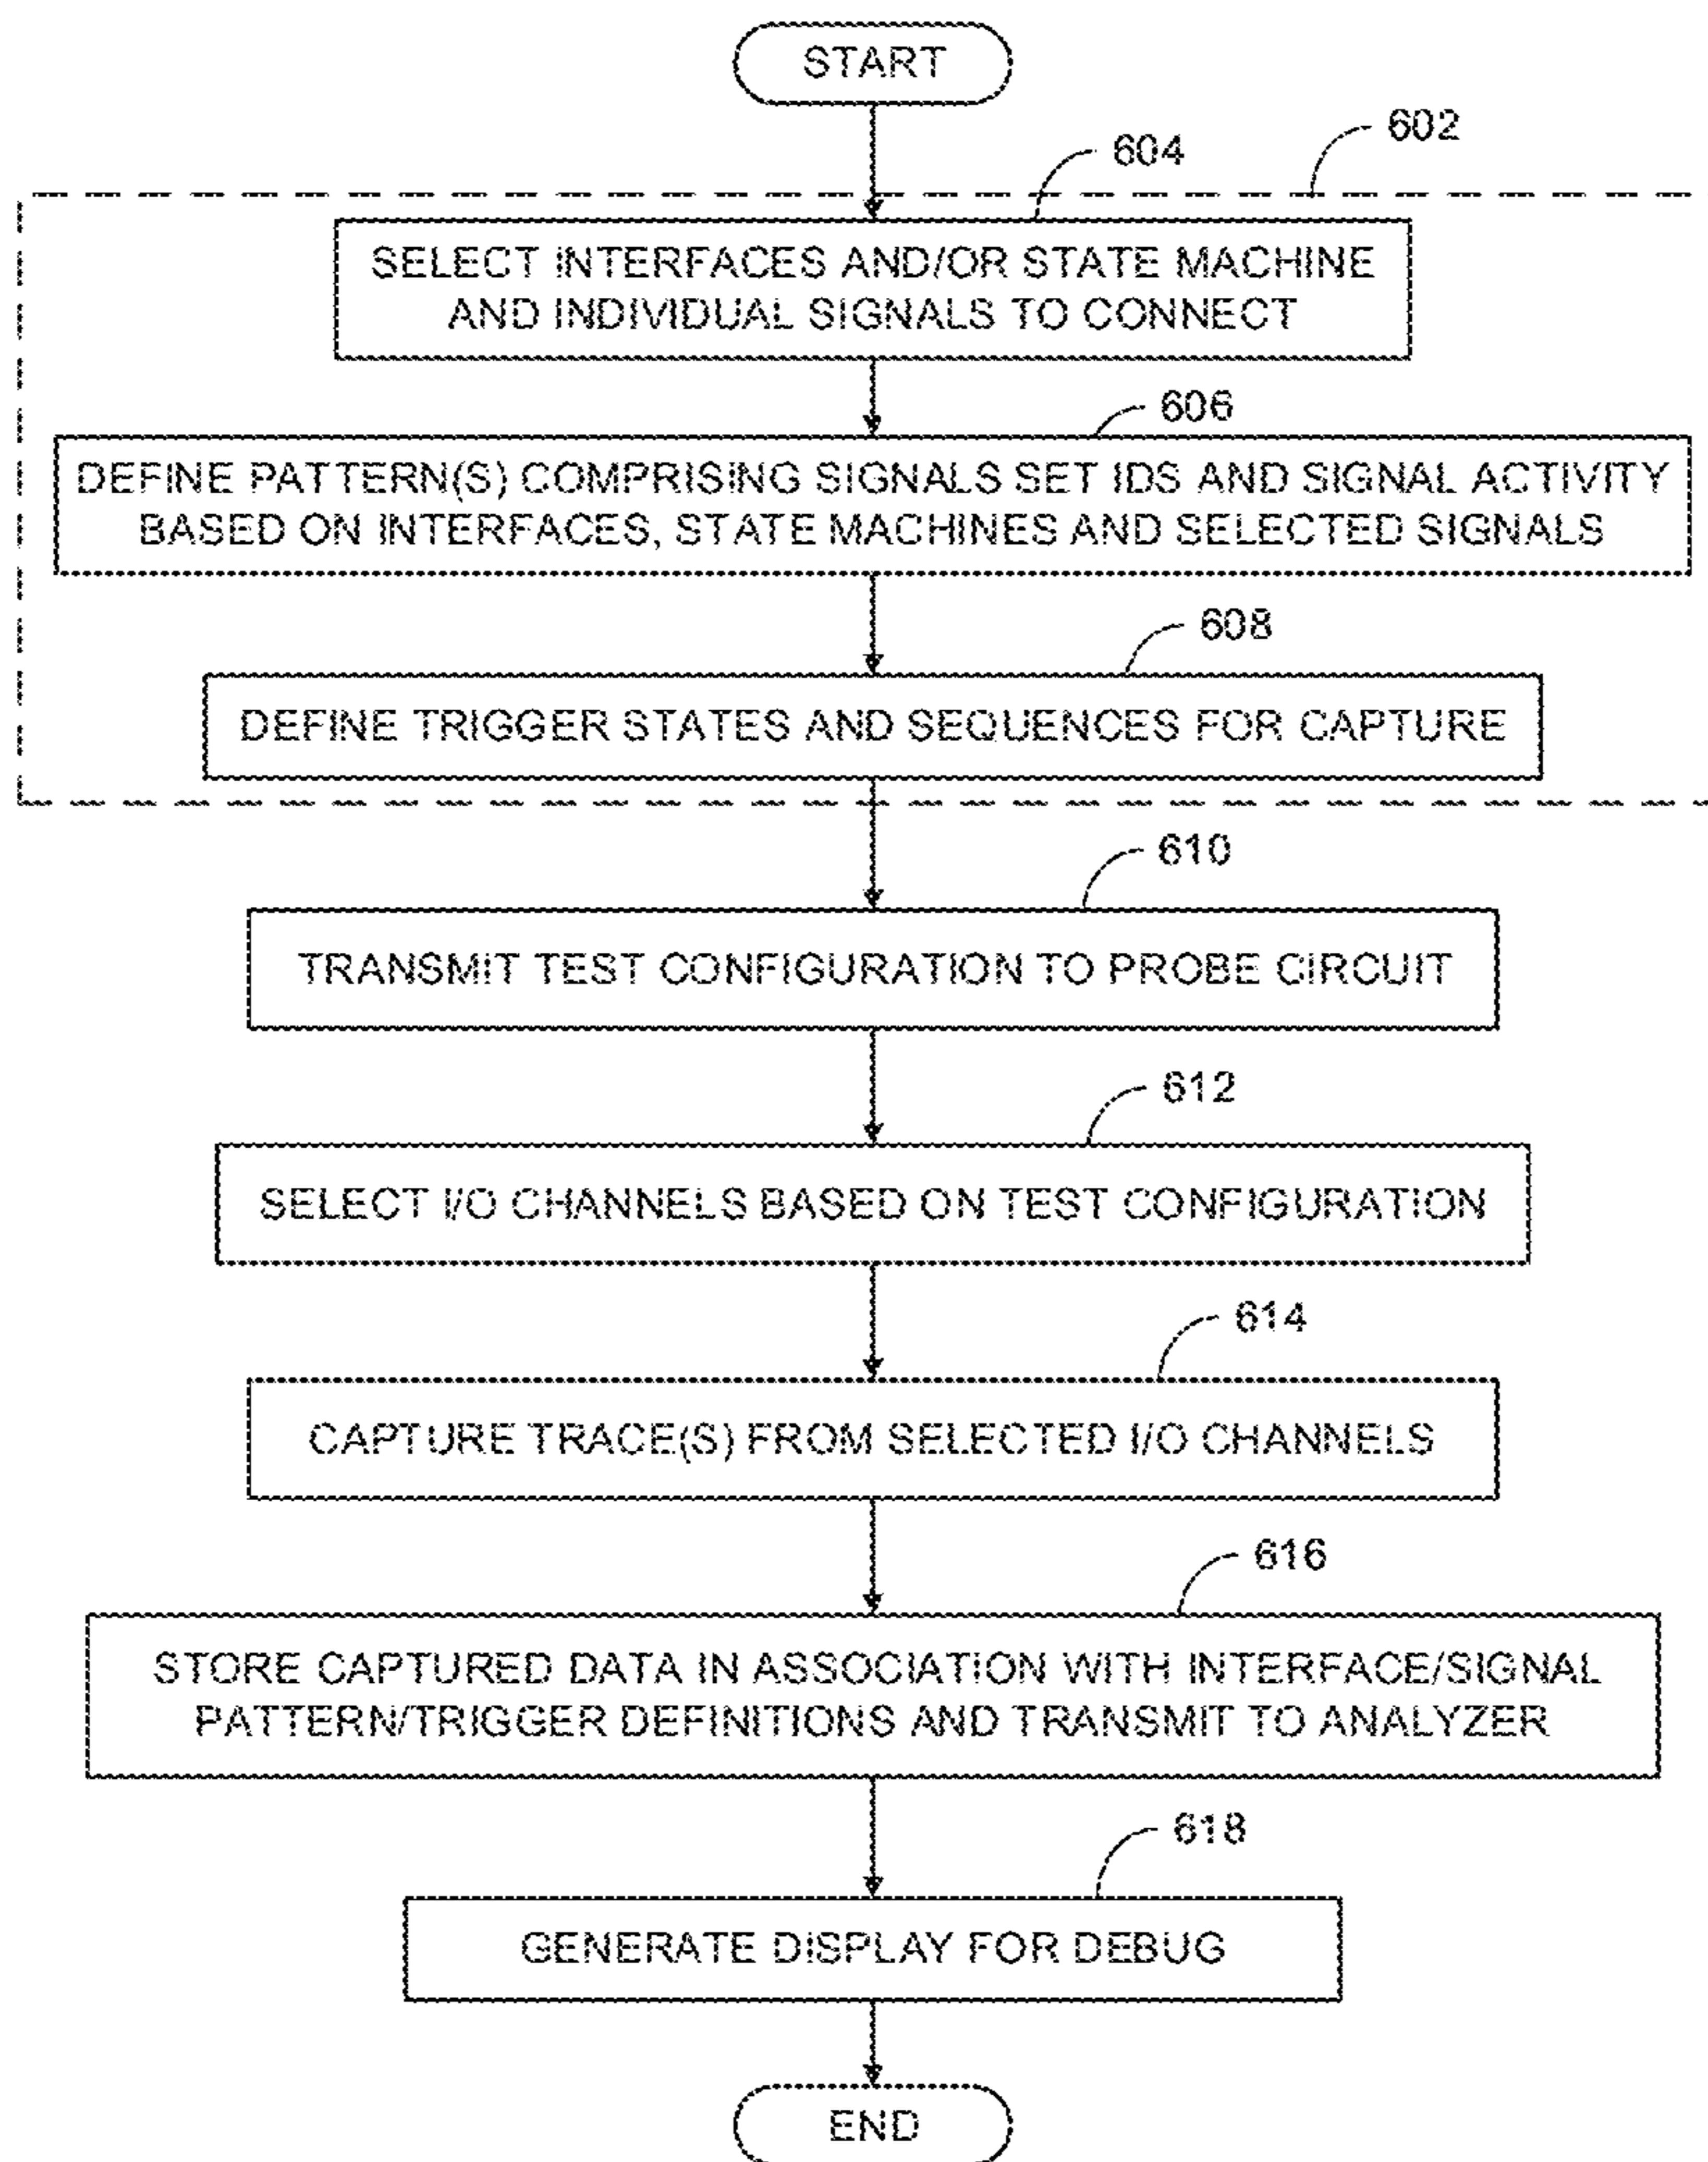 START
602
604
SELECT INTERFACES AND/OR STATE MACHINE
AND INDIVIDUAL SIGNALS TO CONNECT
606
DEFINE PATTERN(S) COMPRISING SIGNALS SET IDS AND SIGNAL ACTIVITY
BASED ON INTERFACES, STATE MACHINES AND SELECTED SIGNALS
608
DEFINE TRIGGER STATES AND SEQUENCES FOR CAPTURE
610
TRANSMIT TEST CONFIGURATION TO PROBE CIRCUIT
612
SELECT I/O CHANNELS BASED ON TEST CONFIGURATION
614
CAPTURE TRACE(S) FROM SELECTED I/O CHANNELS
616
STORE CAPTURED DATA IN ASSOCIATION WITH INTERFACE/SIGNAL
PATTERN/TRIGGER DEFINITIONS AND TRANSMIT TO ANALYZER
618
GENERATE DISPLAY FOR DEBUG
END